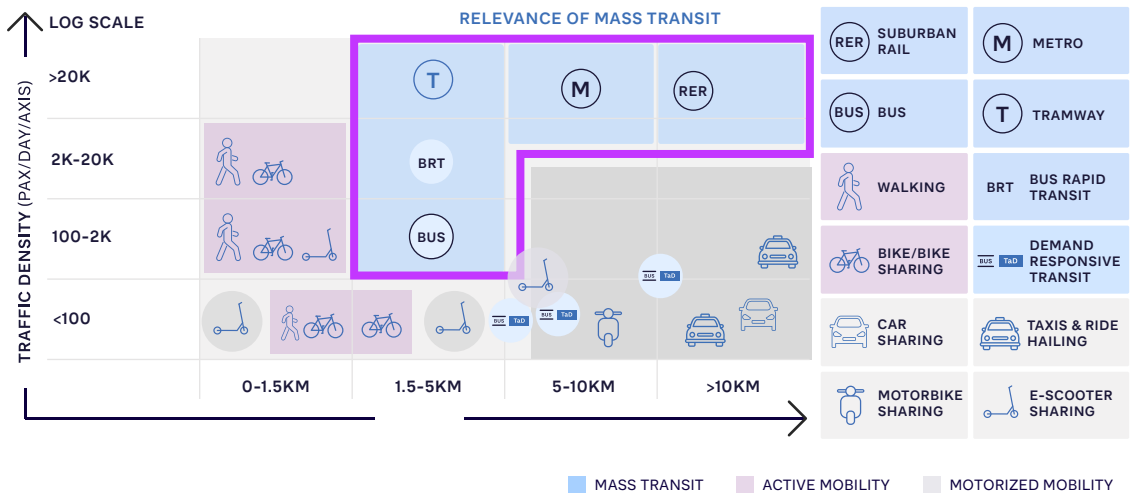 RELEVANCE OF MASS TRANSIT
LOG SCALE
TRAFFIC DENSITY (PAX/DAY/AXIS)
>20K
T
M
RER
2K-20K
BRT
100-2K
BUS
<100
BUS TaD
BUS TaD
BUS TaD
0-1.5KM
1.5-5KM
5-10KM
>10KM
RER
SUBURBAN
RAIL
M
METRO
BUS
BUS
T
TRAMWAY
WALKING
BRT
BUS RAPID
TRANSIT
BIKE/BIKE
SHARING
BUS TaD
DEMAND
RESPONSIVE
TRANSIT
CAR
SHARING
TAXIS & RIDE
HAILING
MOTORBIKE
SHARING
E-SCOOTER
SHARING
MASS TRANSIT
ACTIVE MOBILITY
MOTORIZED MOBILITY